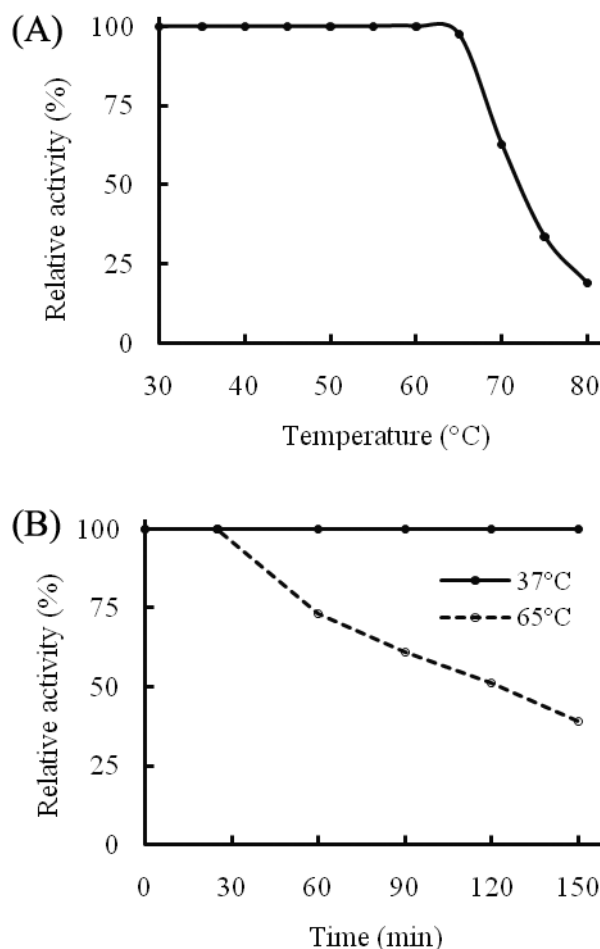 (A)
Relative activity (%)
100
75
50
25
0
30 40 50 60 70 80
Temperature (°C)
(B)
Relative activity (%)
100
75
50
25
0
37°C
65°C
0 30 60 90 120 150
Time (min)